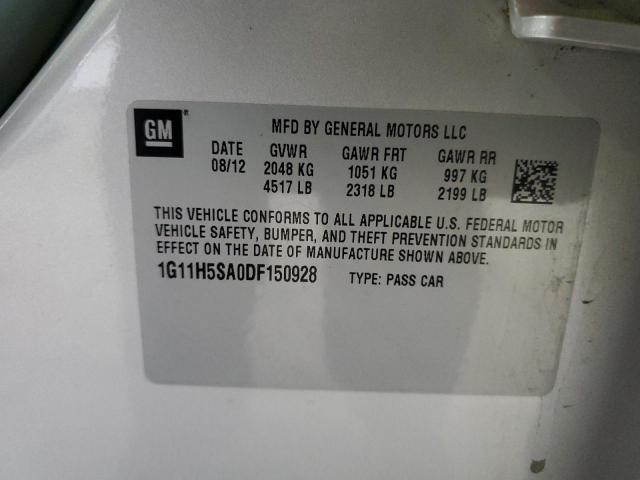 GM
MFD BY GENERAL MOTORS LLC
DATE GVWR GAWR FRT GAWR RR
08/12 2048 KG 1051 KG 997 KG
4517 LB 2318 LB 2199 LB
THIS VEHICLE CONFORMS TO ALL APPLICABLE U.S. FEDERAL MOTOR
VEHICLE SAFETY, BUMPER, AND THEFT PREVENTION STANDARDS IN
EFFECT ON THE DATE OF MANUFACTURE SHOWN ABOVE.
1G11H5SA0DF150928 TYPE: PASS CAR